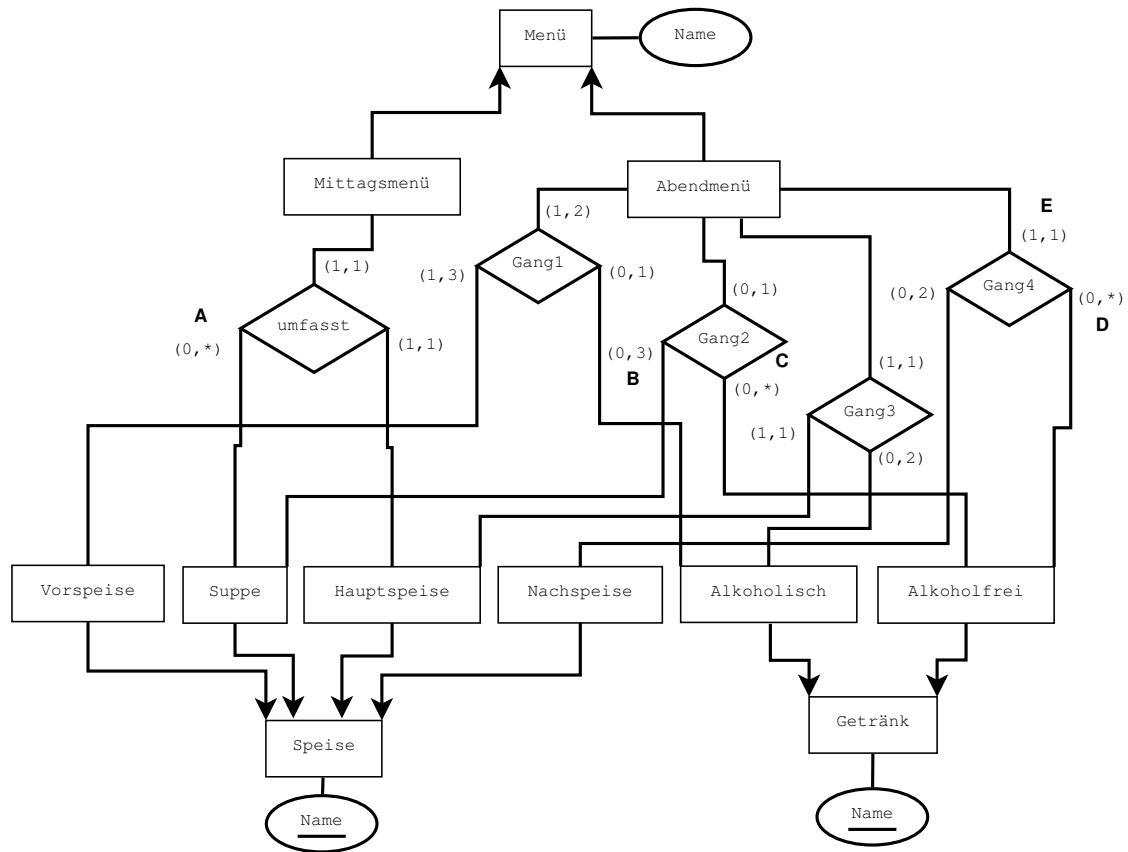 Menü
Name
Mittagsmenü
Abendmenü
E
(1,2)
(1,1)
(1,1)
(1,3)
Gang1
(0,1)
(0,1)
(0,2)
Gang4
(0,*)
A
umfasst
D
(0,*)
(1,1)
(0,3)
Gang2
B
C
(1,1)
(0,*)
Gang3
(1,1)
(0,2)
Vorspeise
Suppe
Hauptspeise
Nachspeise
Alkoholisch
Alkoholfrei
Speise
Getränk
Name
Name